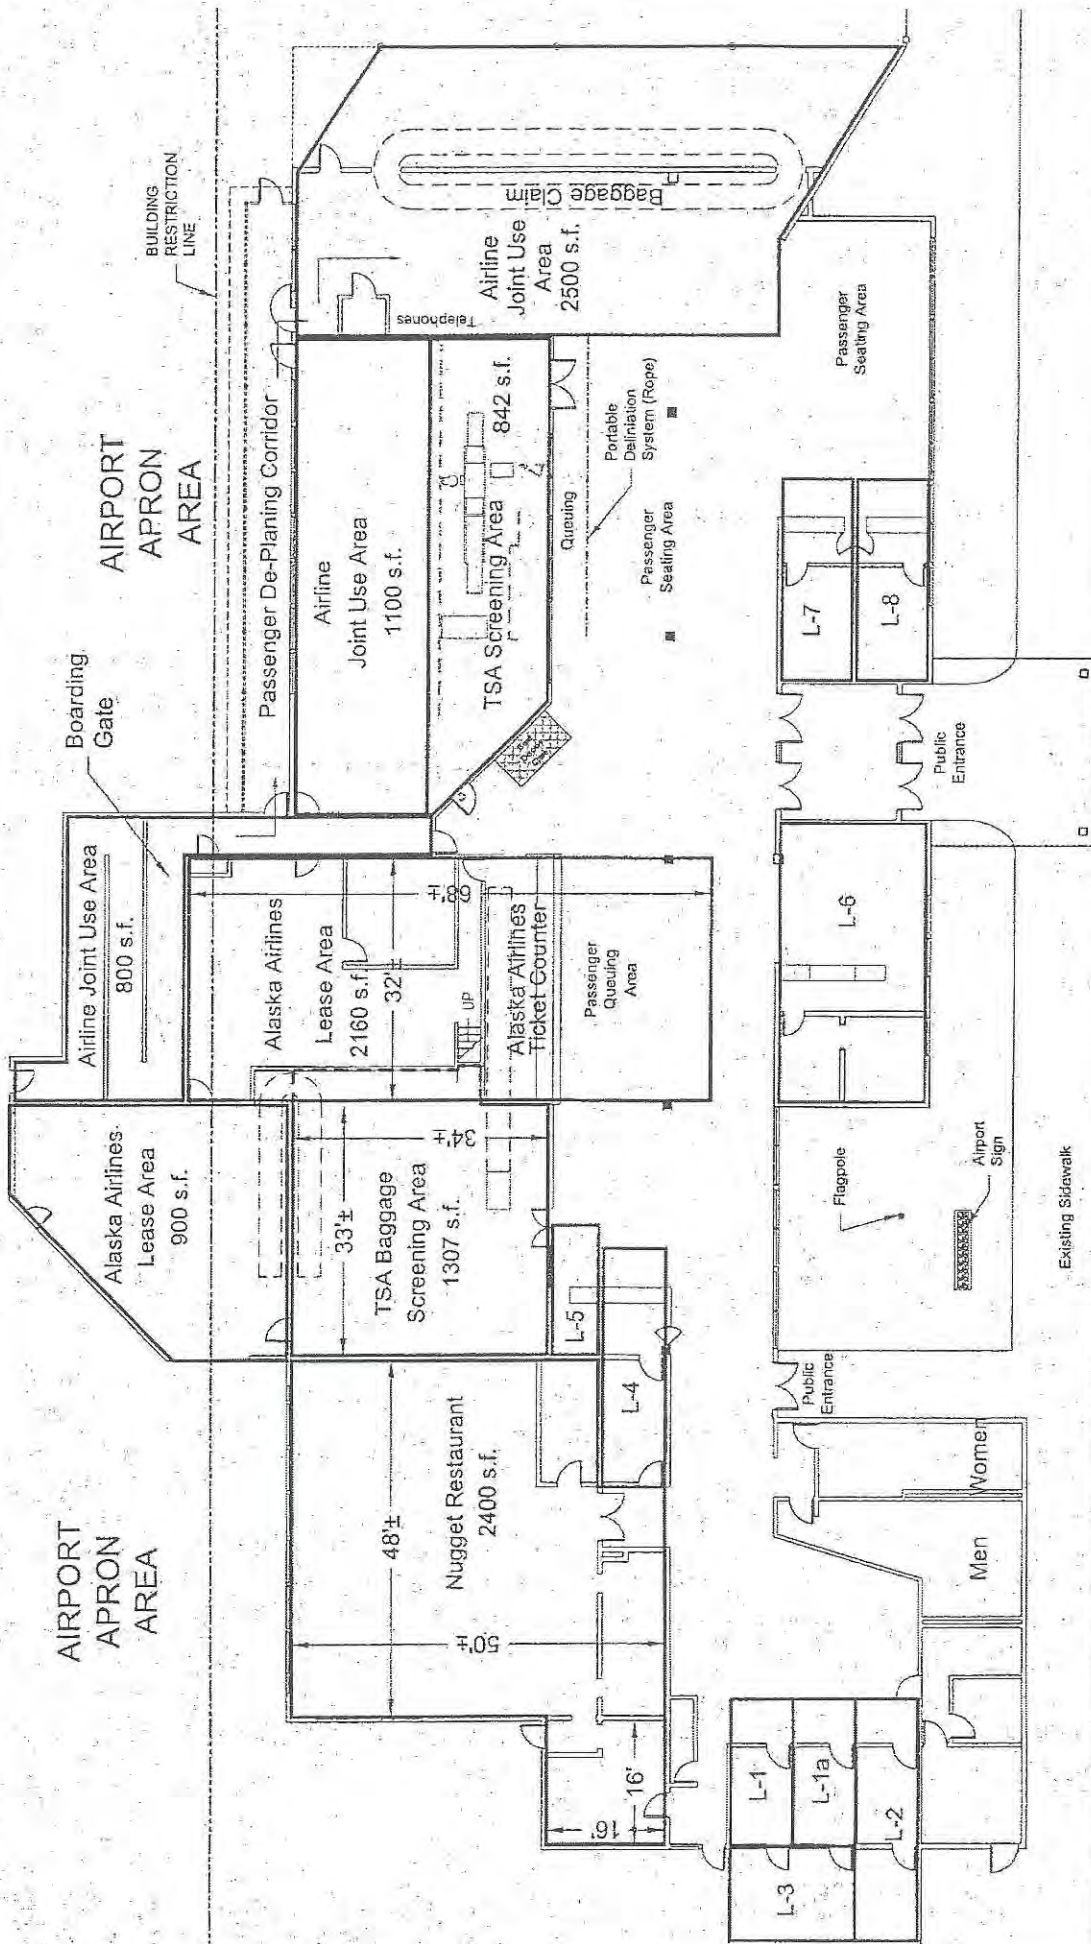 AIRPORT
APRON
AREA
AIRPORT
APRON
AREA
BUILDING
RESTRICTION
LINE
Boarding
Gate
Passenger De-Planing Corridor
Airline Joint Use Area
800 s.f.
Alaska Airlines
Lease Area
900 s.f.
Alaska Airlines
Lease Area
2160 s.f.
32'±
68'±
UP
Alaska Airlines
Ticket Counter
Passenger
Queuing
Area
Airline
Joint Use Area
1100 s.f.
TSA Screening Area
842 s.f.
Telephones
Airline
Joint Use
Area
2500 s.f.
Baggage Claim
Queuing
Portable
Deliniation
System (Rope)
Passenger
Seating Area
Passenger
Seating Area
33'±
34'±
TSA Baggage
Screening Area
1307 s.f.
Nugget Restaurant
2400 s.f.
48'±
50'±
16'
16'
L-5
L-4
L-7
L-8
L-6
Public
Entrance
Public
Entrance
Flagpole
Airport
Sign
Existing Sidewalk
Women
Men
L-1
L-1a
L-2
L-3